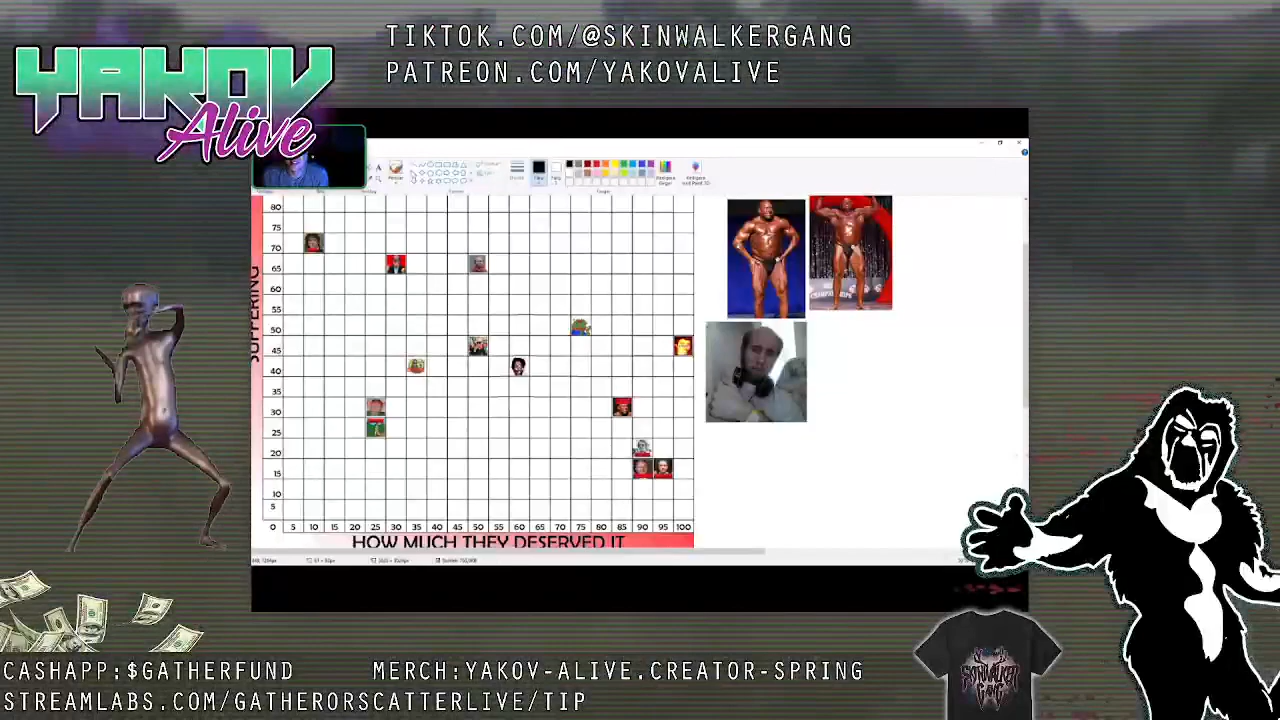 TIKTOK.COM/@SKINWALKERGANG
PATREON.COM/YAKOVALIVE
YAKOV
Alive
80
75
70
65
60
55
50
45
40
35
30
25
20
15
10
5
0 5 10 15 20 25 30 35 40 45 50 55 60 65 70 75 80 85 90 95 100
SUFFERING
HOW MUCH THEY DESERVED IT
CASHAPP:$GATHERFUND
MERCH:YAKOV-ALIVE.CREATOR-SPRING
STREAMLABS.COM/GATHERORSCATTERLIVE/TIP
SKINWALKER
GANG